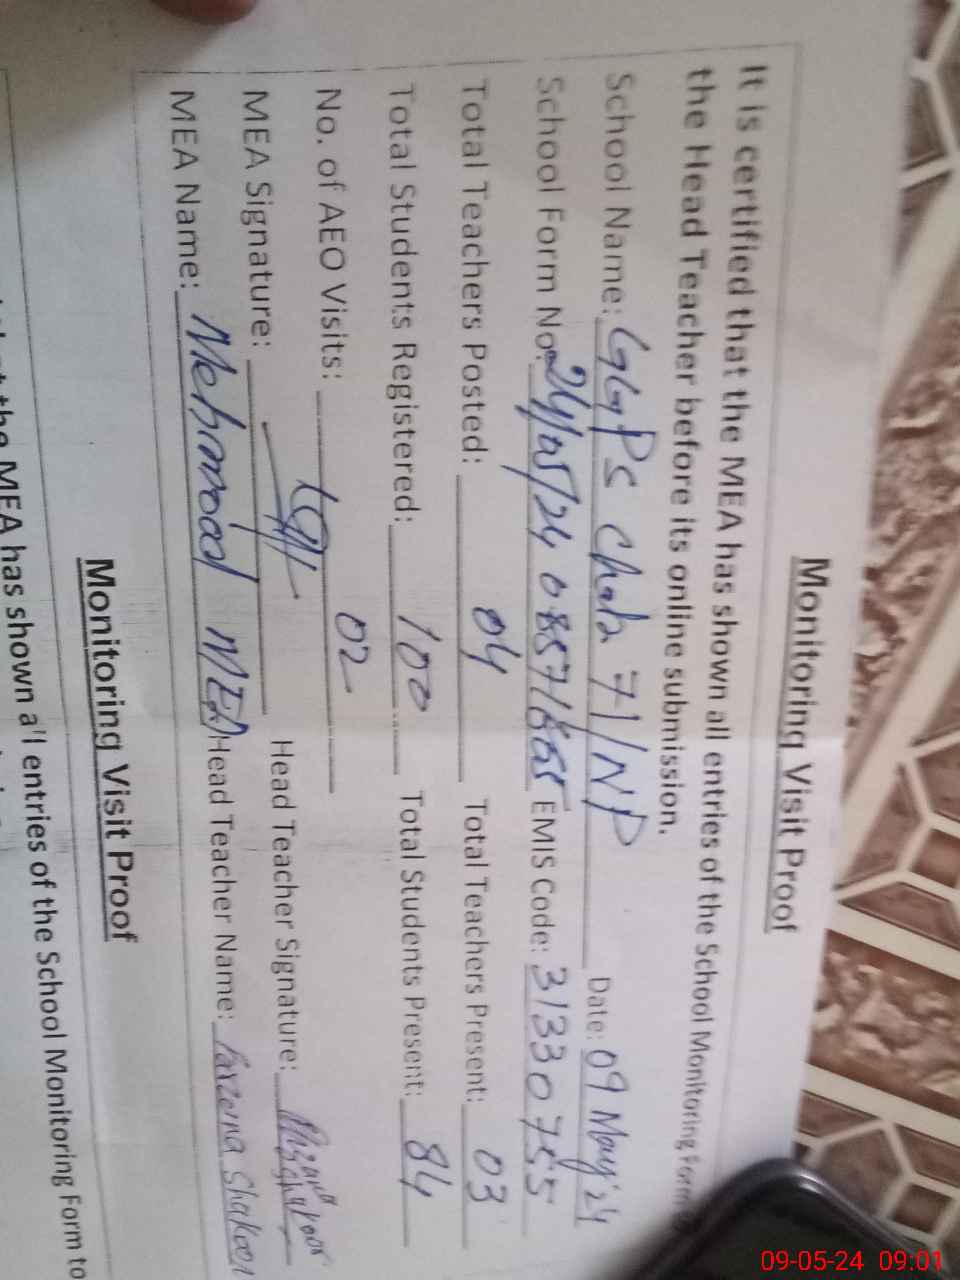 Monitoring Visit Proof
It is certified that the MEA has shown all entries of the School Monitoring Form
the Head Teacher before its online submission.
School Name: GGPS Chak 71/NP Date: 09 May'24
School Form No: 24/05/24 0857/665 EMIS Code: 31330755
Total Teachers Posted: 04 Total Teachers Present: 03
Total Students Registered: 100 Total Students Present: 84
No. of AEO Visits: 02
MEA Signature: Head Teacher Signature:
MEA Name: Mehmood MEA Head Teacher Name: Shakoor
Monitoring Visit Proof
the MEA has shown all entries of the School Monitoring Form to
09-05-24 09:01